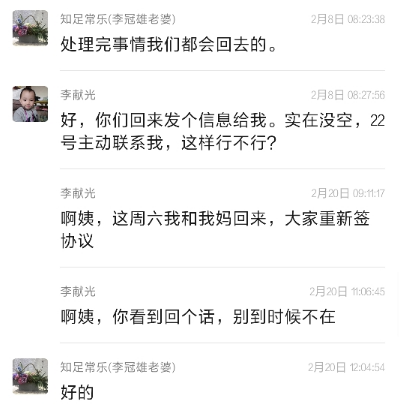 知足常乐(李冠雄老婆)
2月8日 08:23:38
处理完事情我们都会回去的。
李献光
2月8日 08:27:56
好，你们回来发个信息给我。实在没空，22
号主动联系我，这样行不行？
李献光
2月20日 09:11:17
啊姨，这周六我和我妈回来，大家重新签
协议
李献光
2月20日 11:06:45
啊姨，你看到回个话，别到时候不在
知足常乐(李冠雄老婆)
2月20日 12:04:54
好的